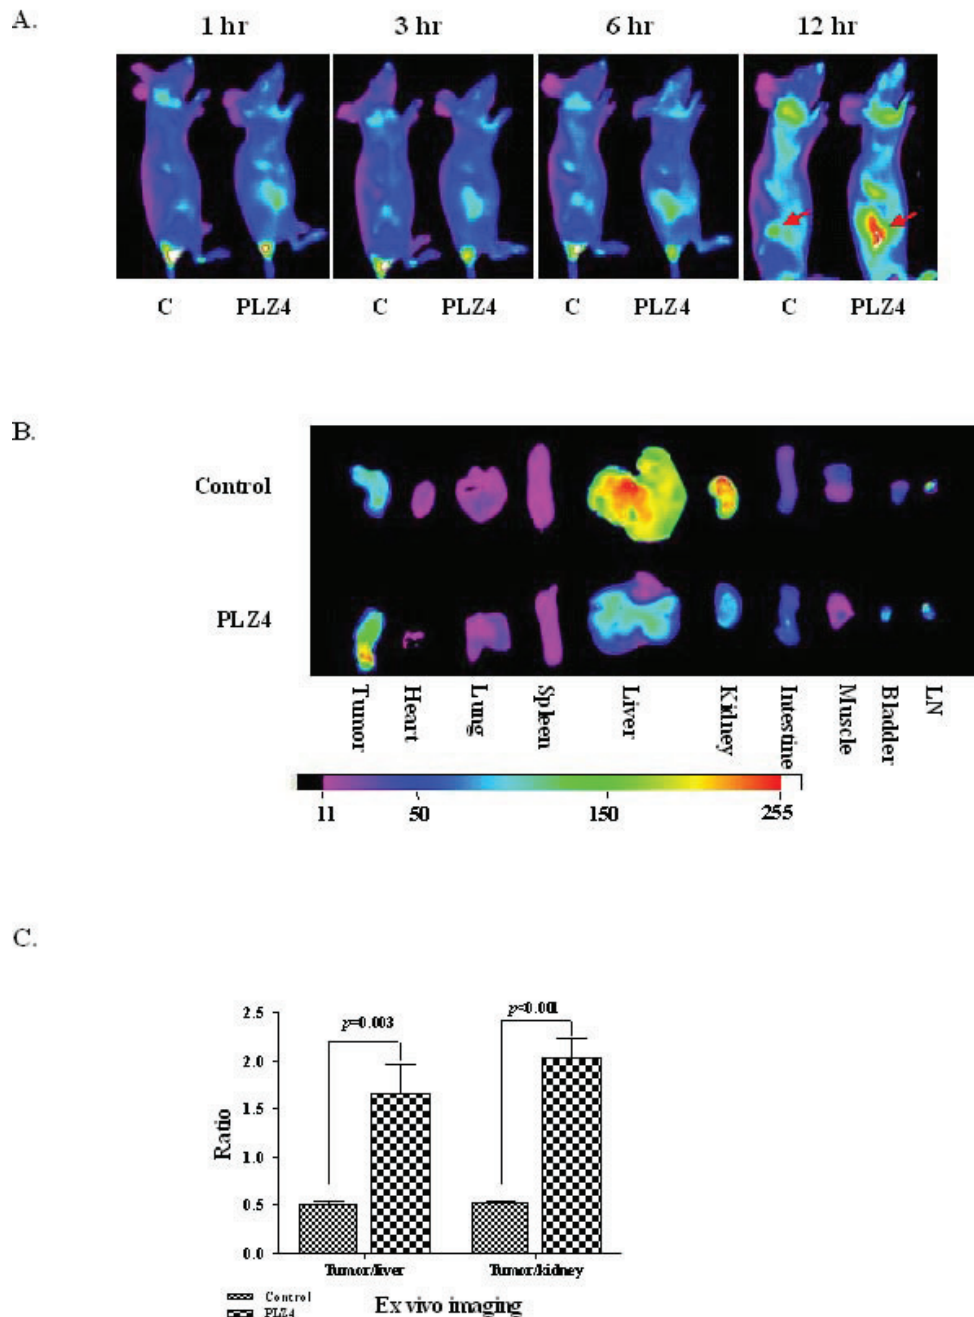 A.
1 hr 3 hr 6 hr 12 hr
C PLZ4 C PLZ4 C PLZ4 C PLZ4
B.
Control
PLZ4
Tumor Heart Lung Spleen Liver Kidney Intestine Muscle Bladder LN
11 50 150 255
C.
2.5
2.0
1.5
1.0
0.5
0.0
Ratio
p=0.003
p<0.001
Tumor/liver Tumor/kidney
Control
PLZ4
Ex vivo imaging